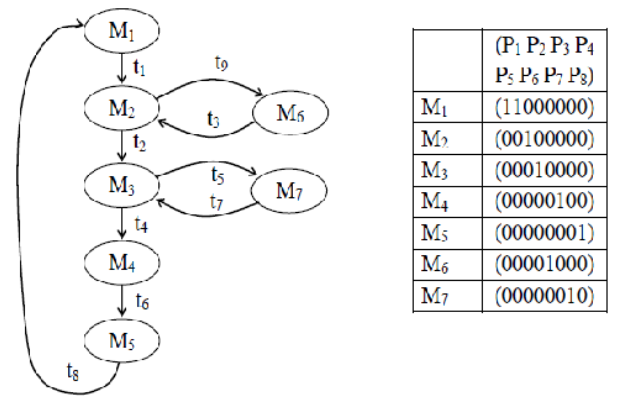 M₁
t₁
t₉
M₂
t₃
M₆
t₂
M₃
t₅
t₇
M₇
t₄
M₄
t₆
M₅
t₈
(P₁ P₂ P₃ P₄
P₅ P₆ P₇ P₈)
M₁ (11000000)
M₂ (00100000)
M₃ (00010000)
M₄ (00000100)
M₅ (00000001)
M₆ (00001000)
M₇ (00000010)